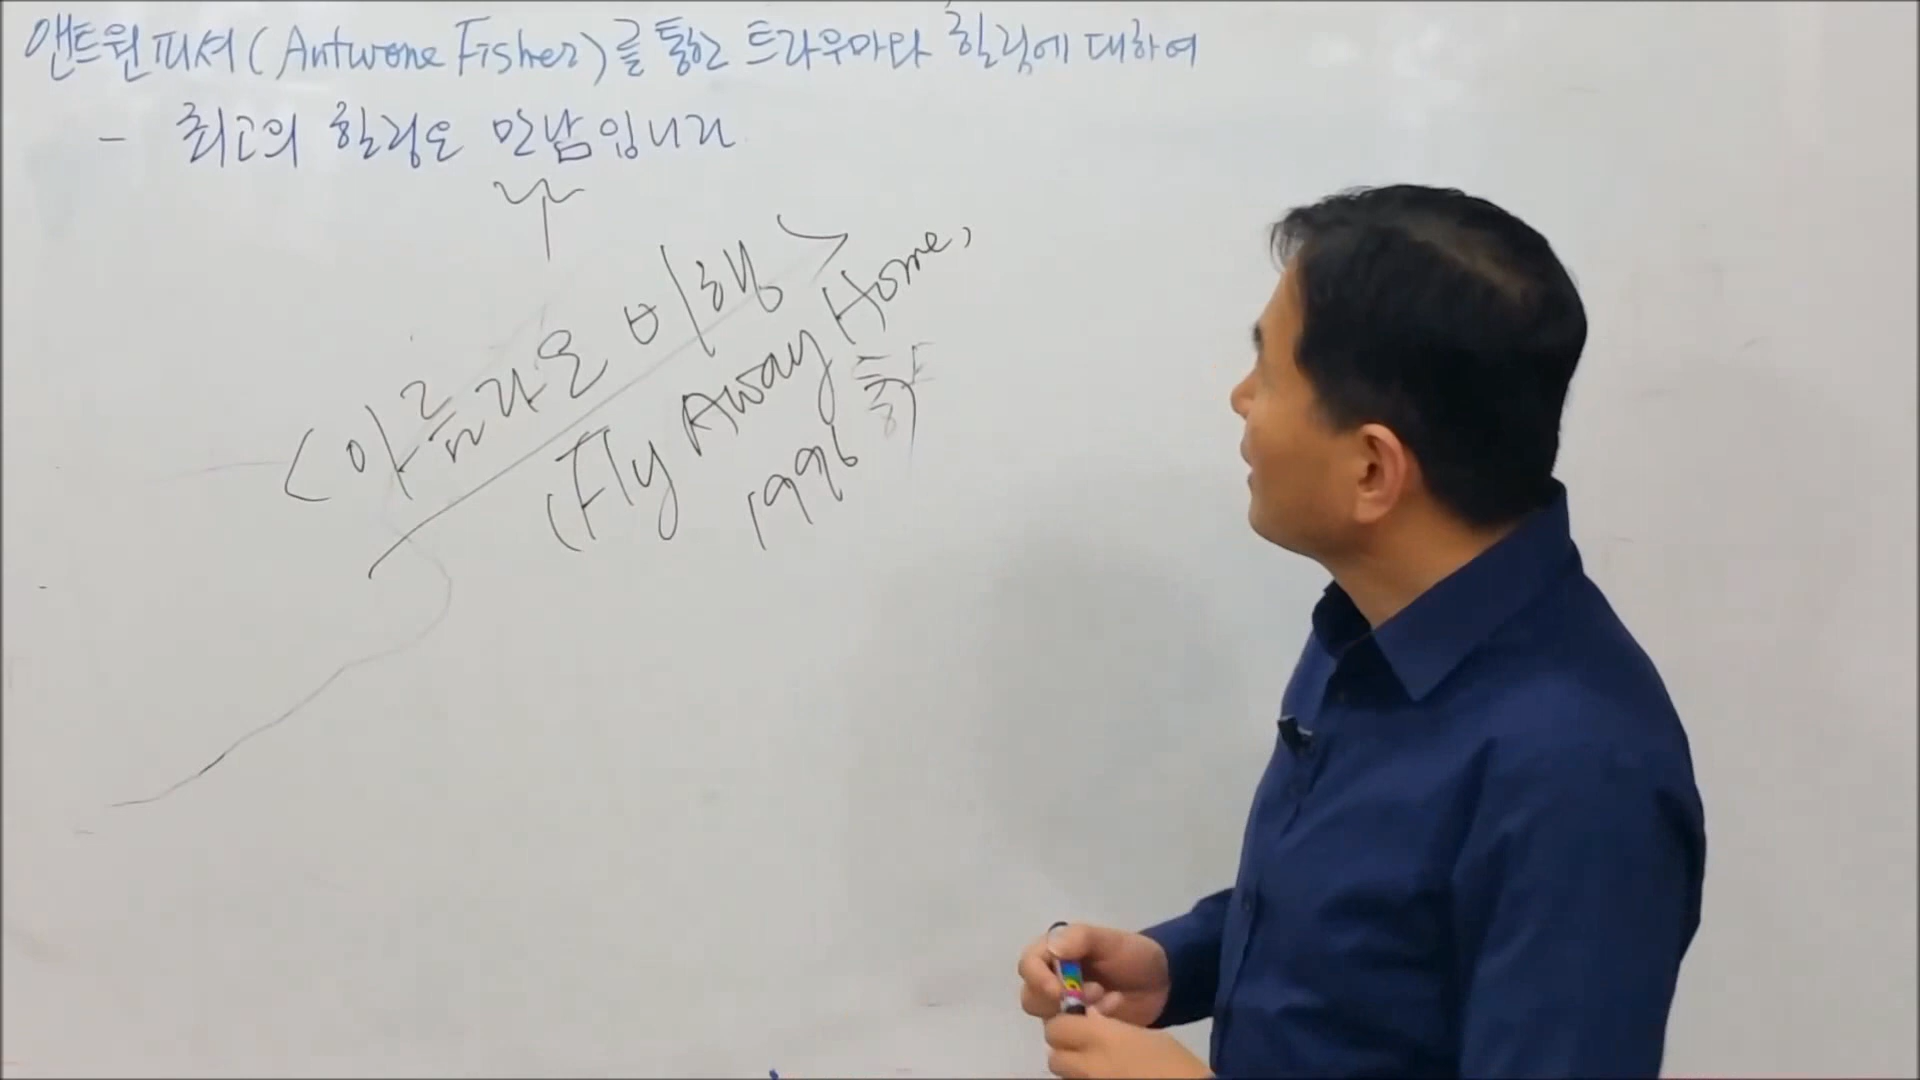 앤트원 피셔(Antwone Fisher)를 통한 트라우마와 힐링에 대하여
- 최고의 힐링은 만남입니다
<아름다운 비행>
(Fly Away Home,
1996